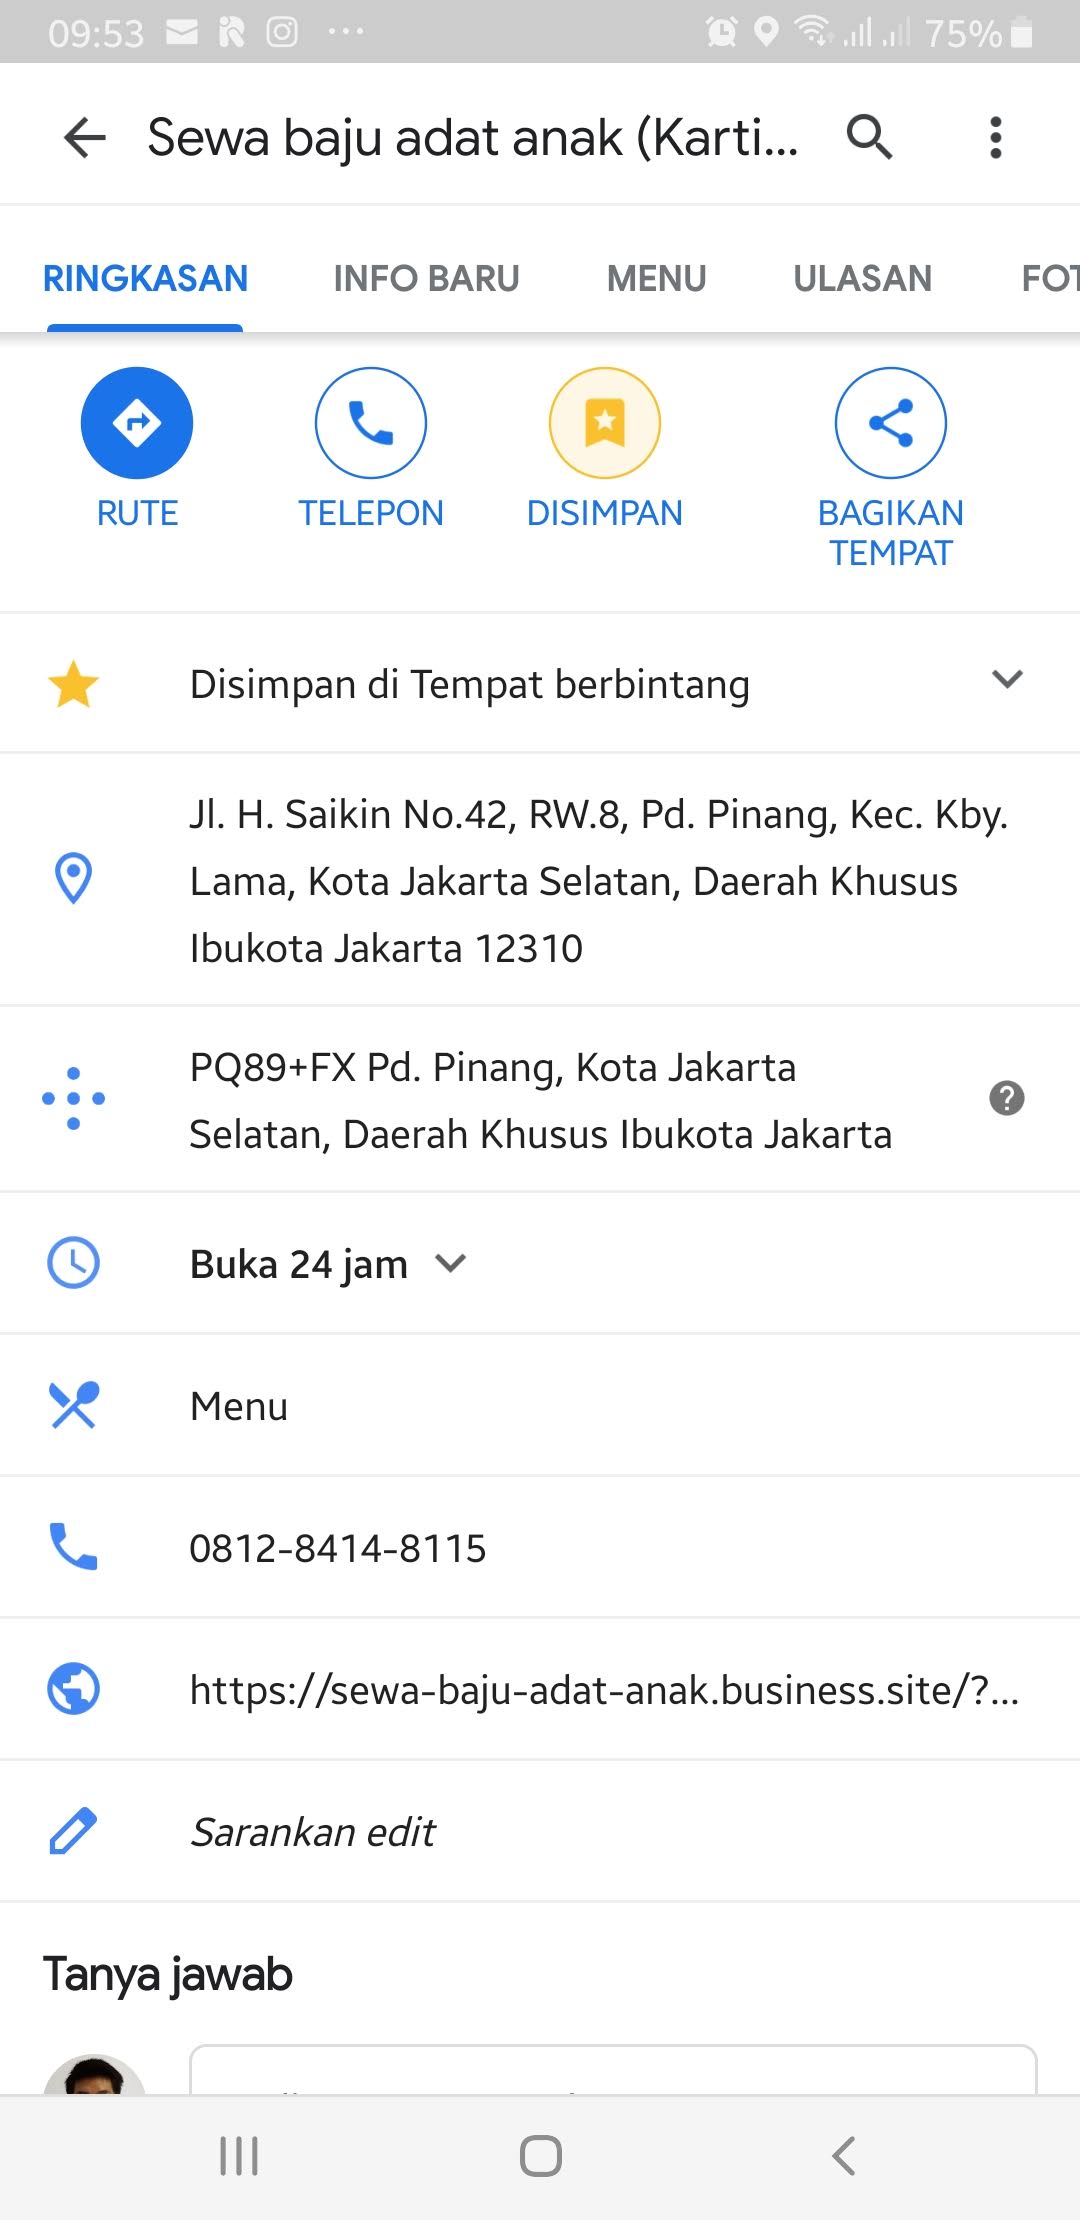 09:53
75%
Sewa baju adat anak (Karti...
RINGKASAN INFO BARU MENU ULASAN FOT
RUTE TELEPON DISIMPAN BAGIKAN
TEMPAT
Disimpan di Tempat berbintang
Jl. H. Saikin No.42, RW.8, Pd. Pinang, Kec. Kby.
Lama, Kota Jakarta Selatan, Daerah Khusus
Ibukota Jakarta 12310
PQ89+FX Pd. Pinang, Kota Jakarta
Selatan, Daerah Khusus Ibukota Jakarta
Buka 24 jam
Menu
0812-8414-8115
https://sewa-baju-adat-anak.business.site/?...
Sarankan edit
Tanya jawab